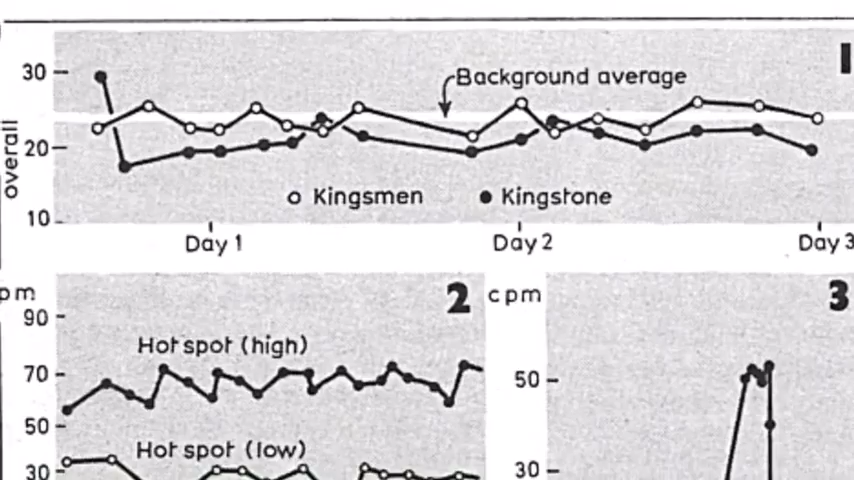 1
30
Background average
20
overall
Kingsmen Kingstone
10
Day 1 Day 2 Day 3
pm 2 cpm 3
90
Hot spot (high)
70
50
50
Hot spot (low)
30
30